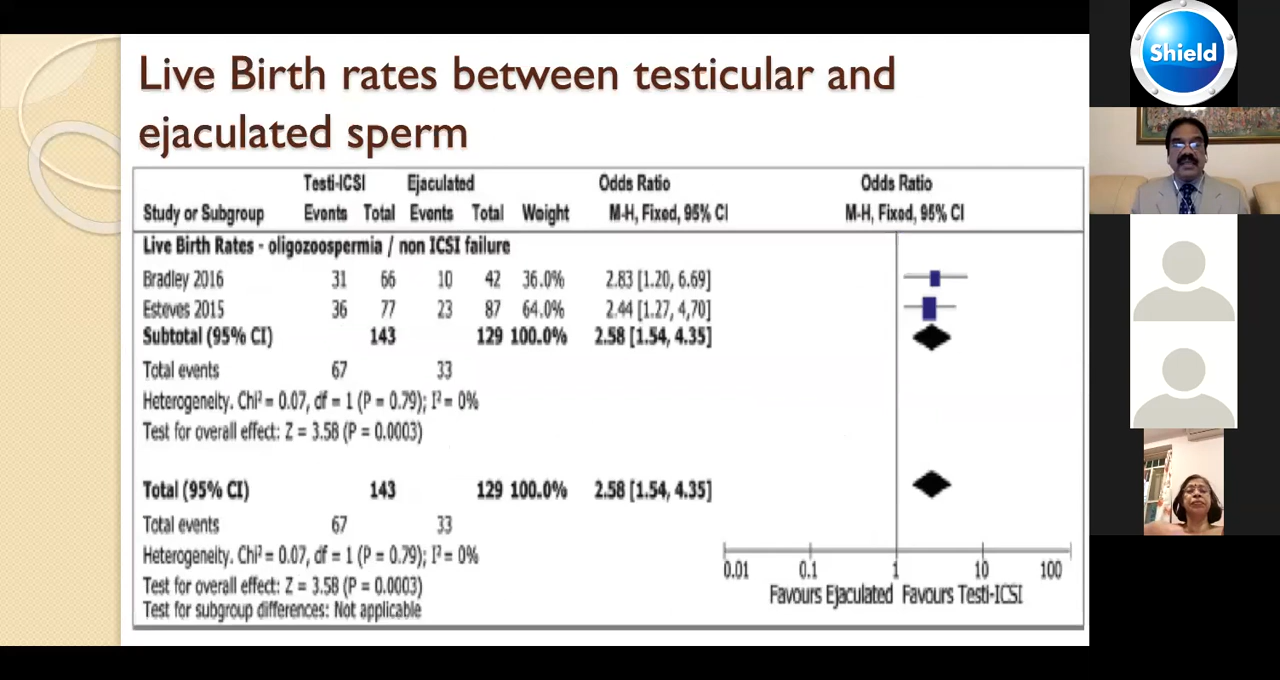 Live Birth rates between testicular and
ejaculated sperm
Shield
Testi-ICSI Ejaculated Odds Ratio Odds Ratio
Study or Subgroup Events Total Events Total Weight M-H, Fixed, 95% CI M-H, Fixed, 95% CI
Live Birth Rates - oligozoospermia / non ICSI failure
Bradley 2016 31 66 10 42 36.0% 2.83 [1.20, 6.69]
Esteves 2015 36 77 23 87 64.0% 2.44 [1.27, 4,70]
Subtotal (95% CI) 143 129 100.0% 2.58 [1.54, 4.35]
Total events 67 33
Heterogeneity. Chi² = 0.07, df = 1 (P = 0.79); I² = 0%
Test for overall effect: Z = 3.58 (P = 0.0003)
Total (95% CI) 143 129 100.0% 2.58 [1.54, 4.35]
Total events 67 33
Heterogeneity. Chi² = 0.07, df = 1 (P = 0.79); I² = 0%
Test for overall effect: Z = 3.58 (P = 0.0003)
Test for subgroup differences: Not applicable
0.01 0.1 1 10 100
Favours Ejaculated Favours Testi-ICSI